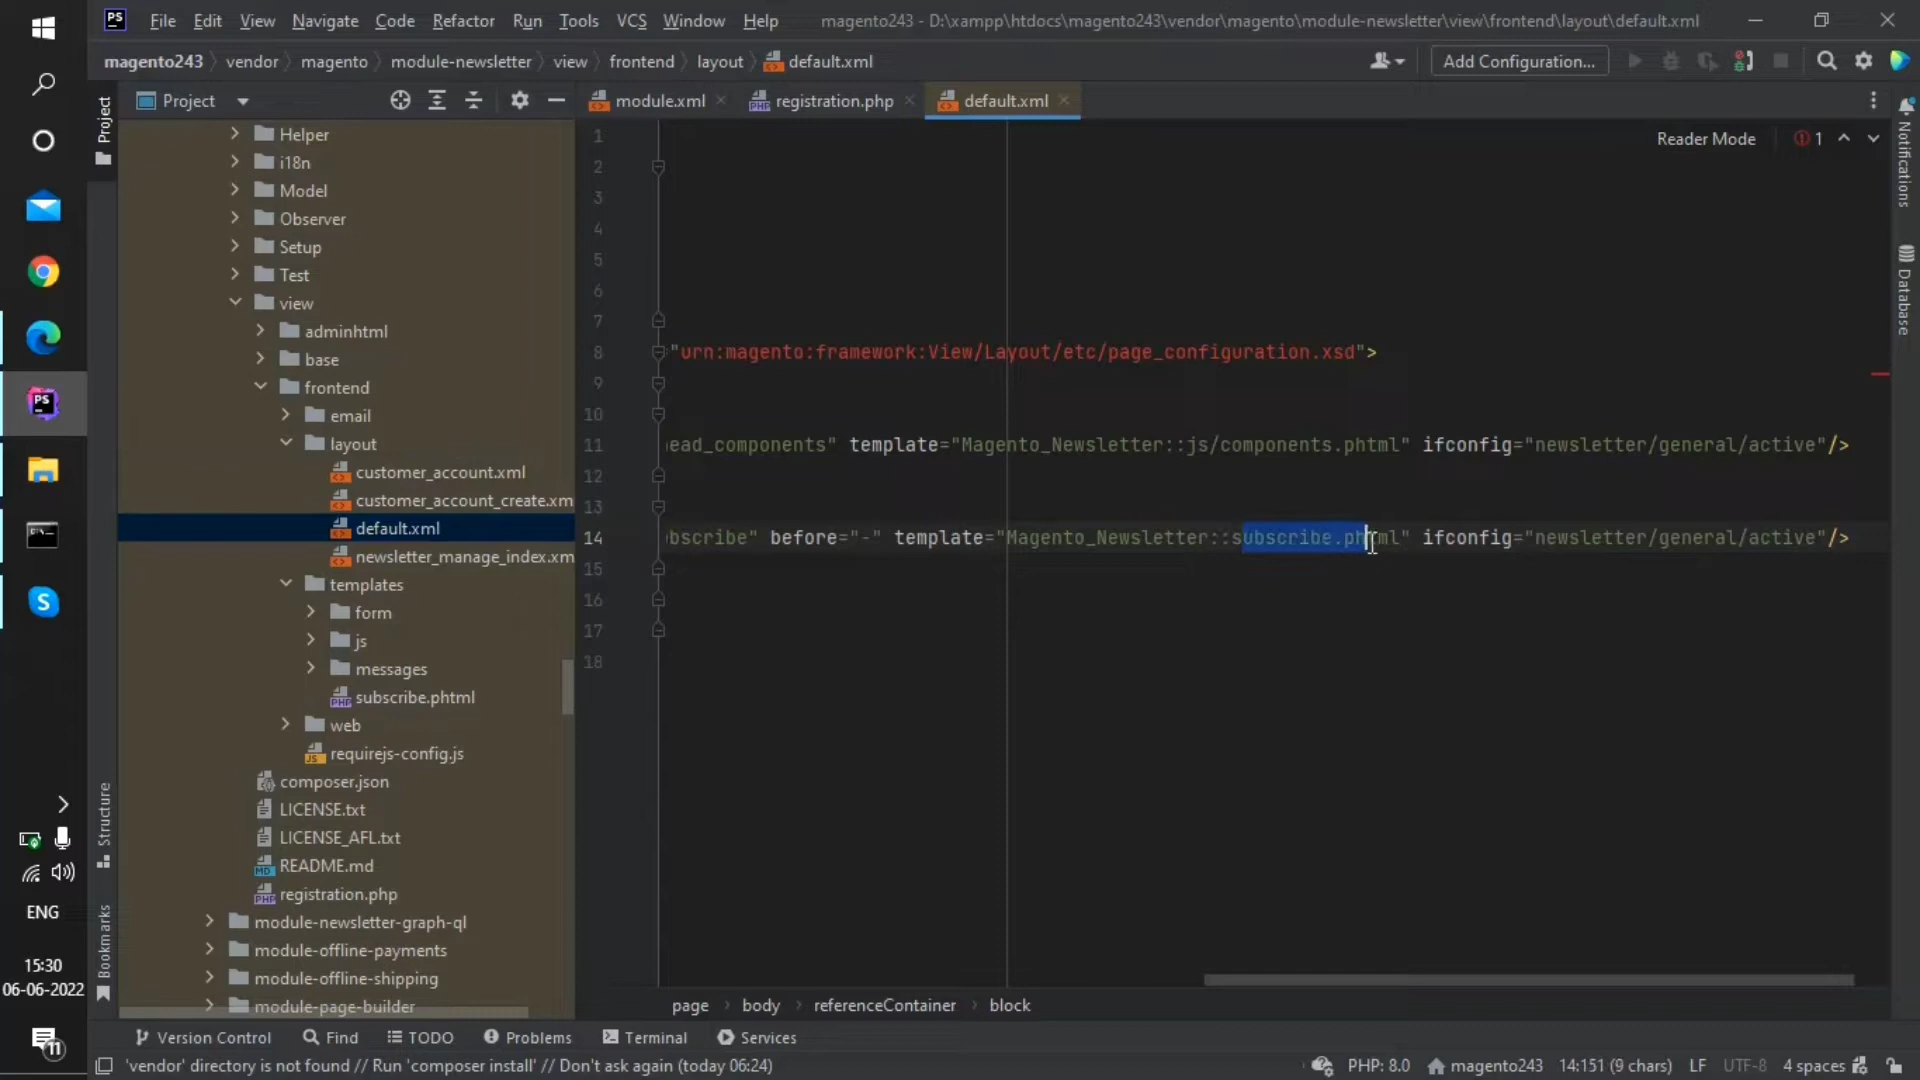 PS File Edit View Navigate Code Refactor Run Tools VCS Window Help magento243 - D:\xampp\htdocs\magento243\vendor\magento\module-newsletter\view\frontend\layout\default.xml
magento243 vendor magento module-newsletter view frontend layout default.xml Add Configuration...
Project
Project
module.xml
registration.php
default.xml
Reader Mode
1
Notifications
Database
Structure
Bookmarks
Helper
i18n
Model
Observer
Setup
Test
view
adminhtml
base
frontend
email
layout
customer_account.xml
customer_account_create.xm
default.xml
newsletter_manage_index.xm
templates
form
js
messages
subscribe.phtml
web
requirejs-config.js
composer.json
LICENSE.txt
LICENSE_AFL.txt
README.md
registration.php
module-newsletter-graph-ql
module-offline-payments
module-offline-shipping
module-page-builder
1
2
3
4
5
6
7
8 "urn:magento:framework:View/Layout/etc/page_configuration.xsd">
9
10
11 ead_components" template="Magento_Newsletter::js/components.phtml" ifconfig="newsletter/general/active"/>
12
13
14 bscribe" before="-" template="Magento_Newsletter::subscribe.phtml" ifconfig="newsletter/general/active"/>
15
16
17
18
page body referenceContainer block
Version Control Find TODO Problems Terminal Services
'vendor' directory is not found // Run 'composer install' // Don't ask again (today 06:24) PHP: 8.0 magento243 14:151 (9 chars) LF UTF-8 4 spaces
PS
S
ENG
15:30
06-06-2022
11